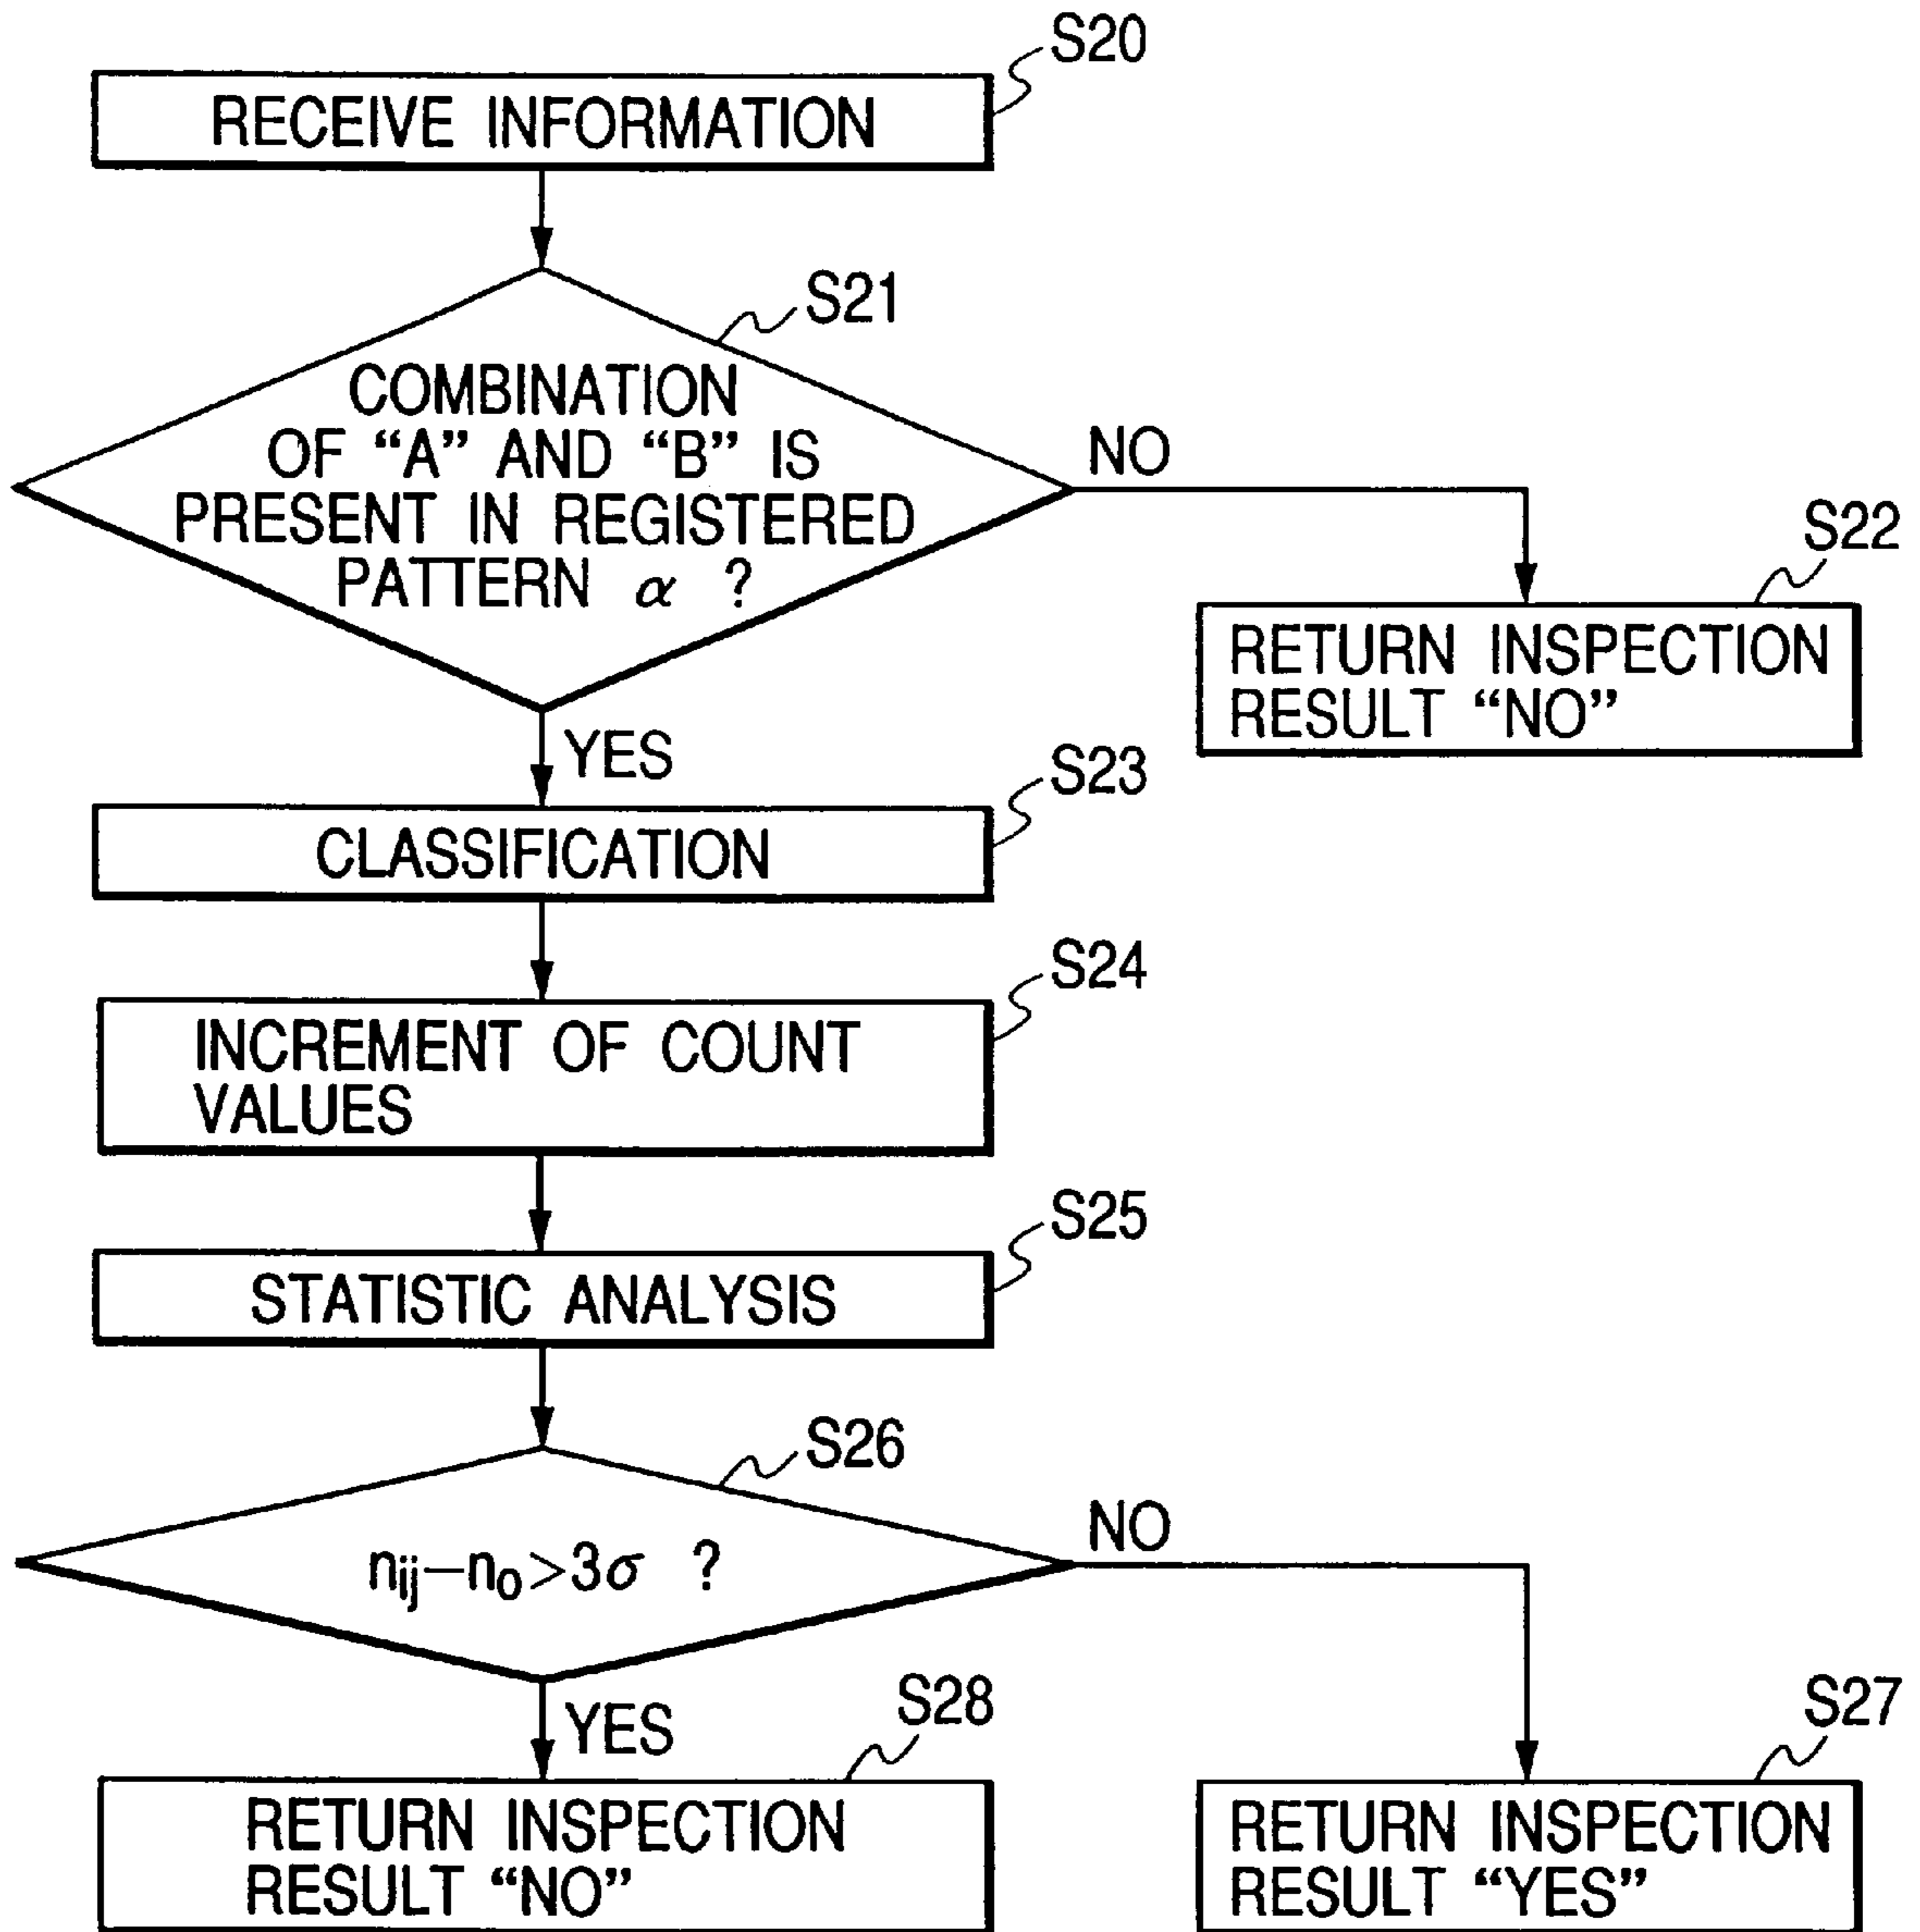 S20
RECEIVE INFORMATION
S21
COMBINATION
OF “A” AND “B” IS
PRESENT IN REGISTERED
PATTERN α ?
NO
S22
RETURN INSPECTION
RESULT “NO”
YES
S23
CLASSIFICATION
S24
INCREMENT OF COUNT
VALUES
S25
STATISTIC ANALYSIS
S26
nij−n0>3σ ?
NO
YES
S28
RETURN INSPECTION
RESULT “NO”
S27
RETURN INSPECTION
RESULT “YES”